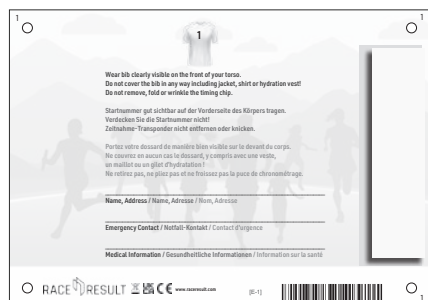 1
1
1
Wear bib clearly visible on the front of your torso.
Do not cover the bib in any way including jacket, shirt or hydration vest!
Do not remove, fold or wrinkle the timing chip.
Startnummer gut sichtbar auf der Vorderseite des Körpers tragen.
Verdecken Sie die Startnummer nicht!
Zeitnahme-Transponder nicht entfernen oder knicken.
Portez votre dossard de manière bien visible sur le devant du corps.
Ne couvrez en aucun cas le dossard, y compris avec une veste,
un maillot ou un gilet d'hydratation !
Ne retirez pas, ne pliez pas et ne froissez pas la puce de chronométrage.
Name, Address / Name, Adresse / Nom, Adresse
Emergency Contact / Notfall-Kontakt / Contact d'urgence
Medical Information / Gesundheitliche Informationen / Information sur la santé
RACE RESULT CE www.raceresult.com [E-1]
1